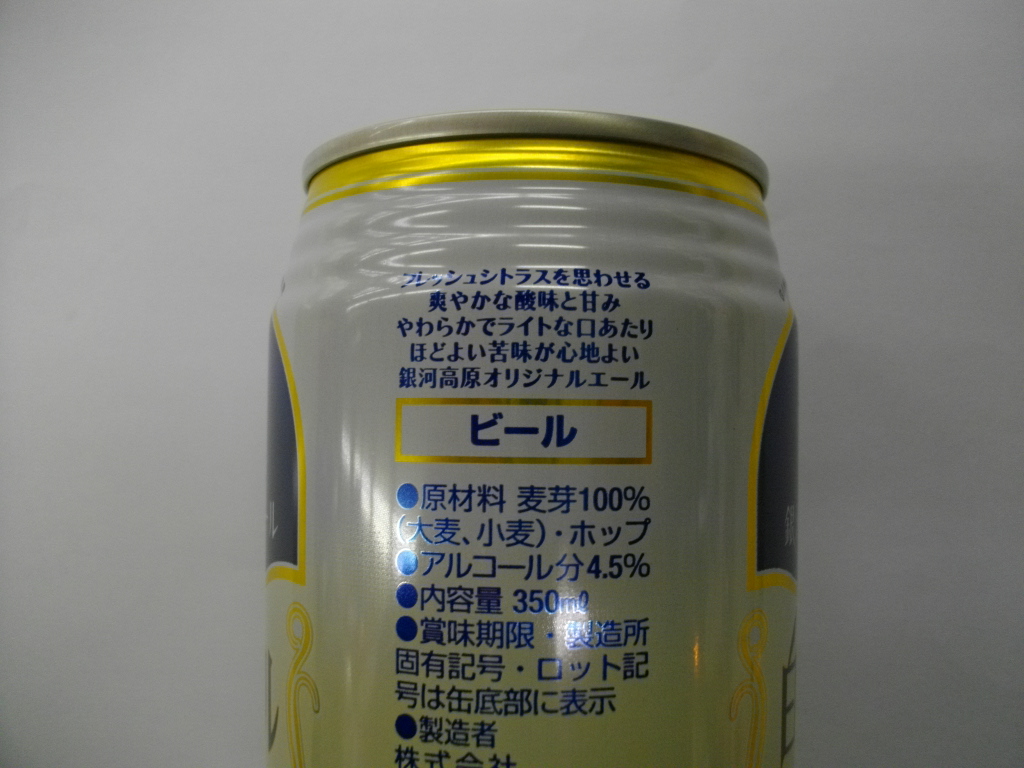 フレッシュシトラスを思わせる
爽やかな酸味と甘み
やわらかでライトな口あたり
ほどよい苦味が心地よい
銀河高原オリジナルエール
ビール
●原材料 麦芽100%
(大麦、小麦)・ホップ
●アルコール分4.5%
●内容量 350mℓ
●賞味期限・製造所
固有記号・ロット記
号は缶底部に表示
●製造者
株式会社
ル
銀
ル
白